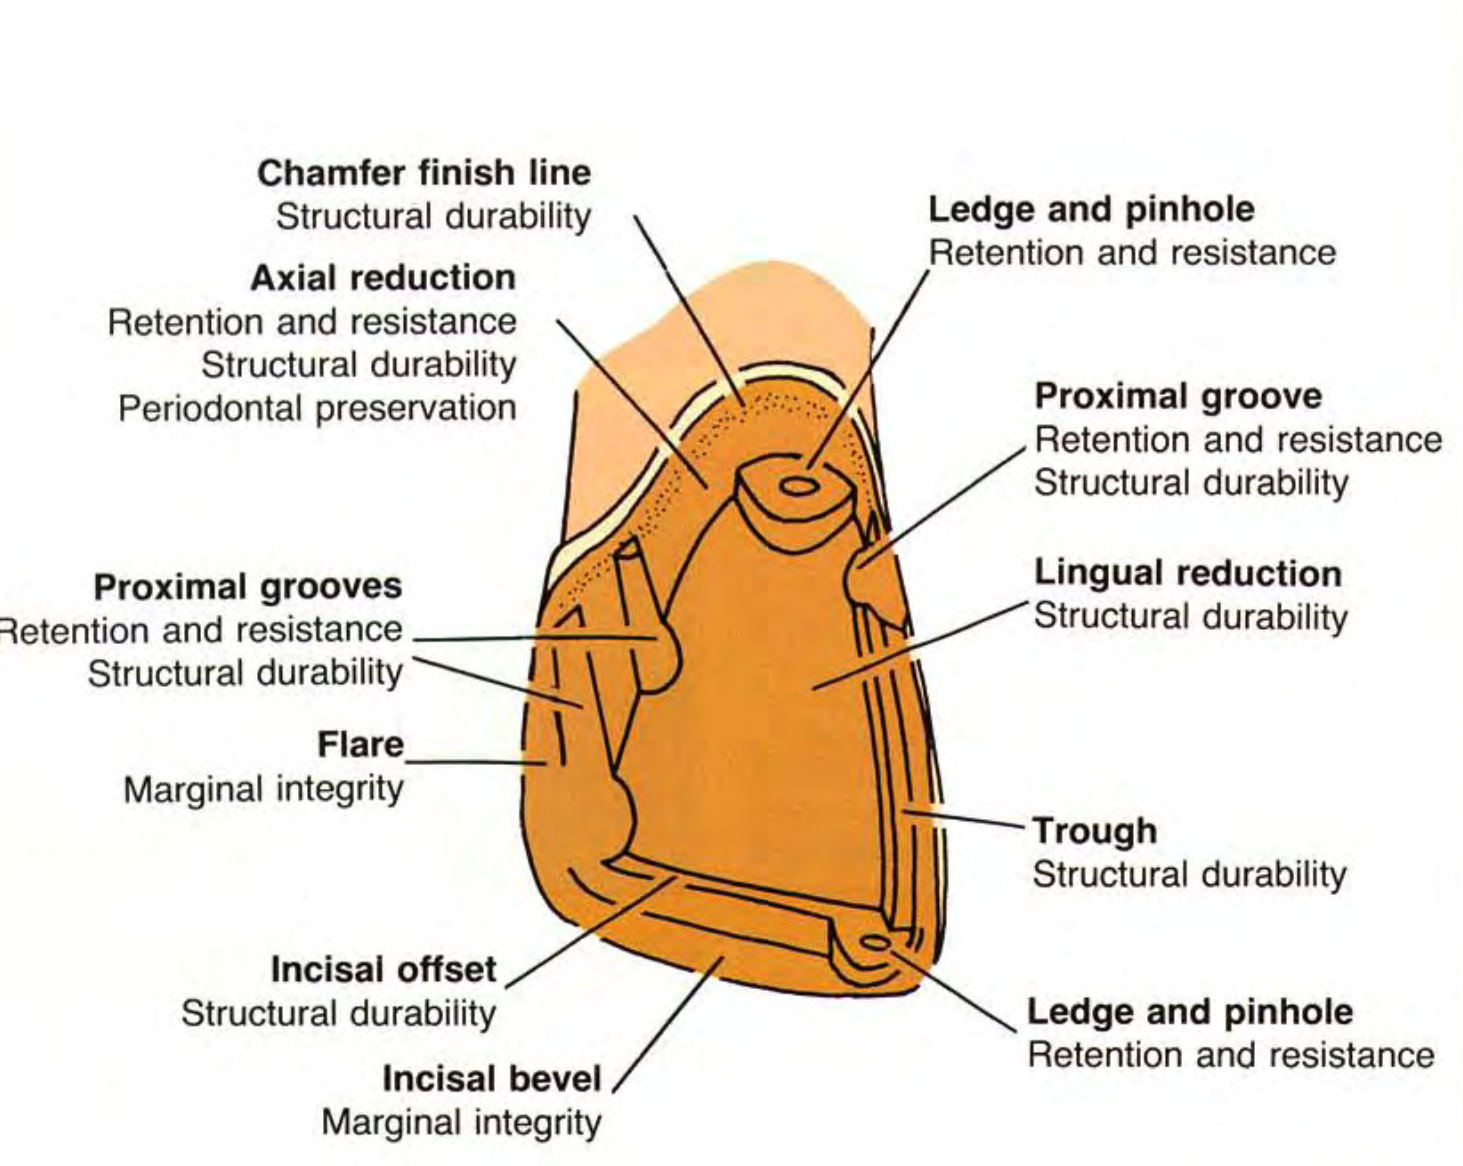 Chamfer finish line
Structural durability
Axial reduction
Retention and resistance
Structural durability
Periodontal preservation
Proximal grooves
Retention and resistance
Structural durability
Flare
Marginal integrity
Incisal offset
Structural durability
Incisal bevel
Marginal integrity
Ledge and pinhole
Retention and resistance
Proximal groove
Retention and resistance
Structural durability
Lingual reduction
Structural durability
Trough
Structural durability
Ledge and pinhole
Retention and resistance